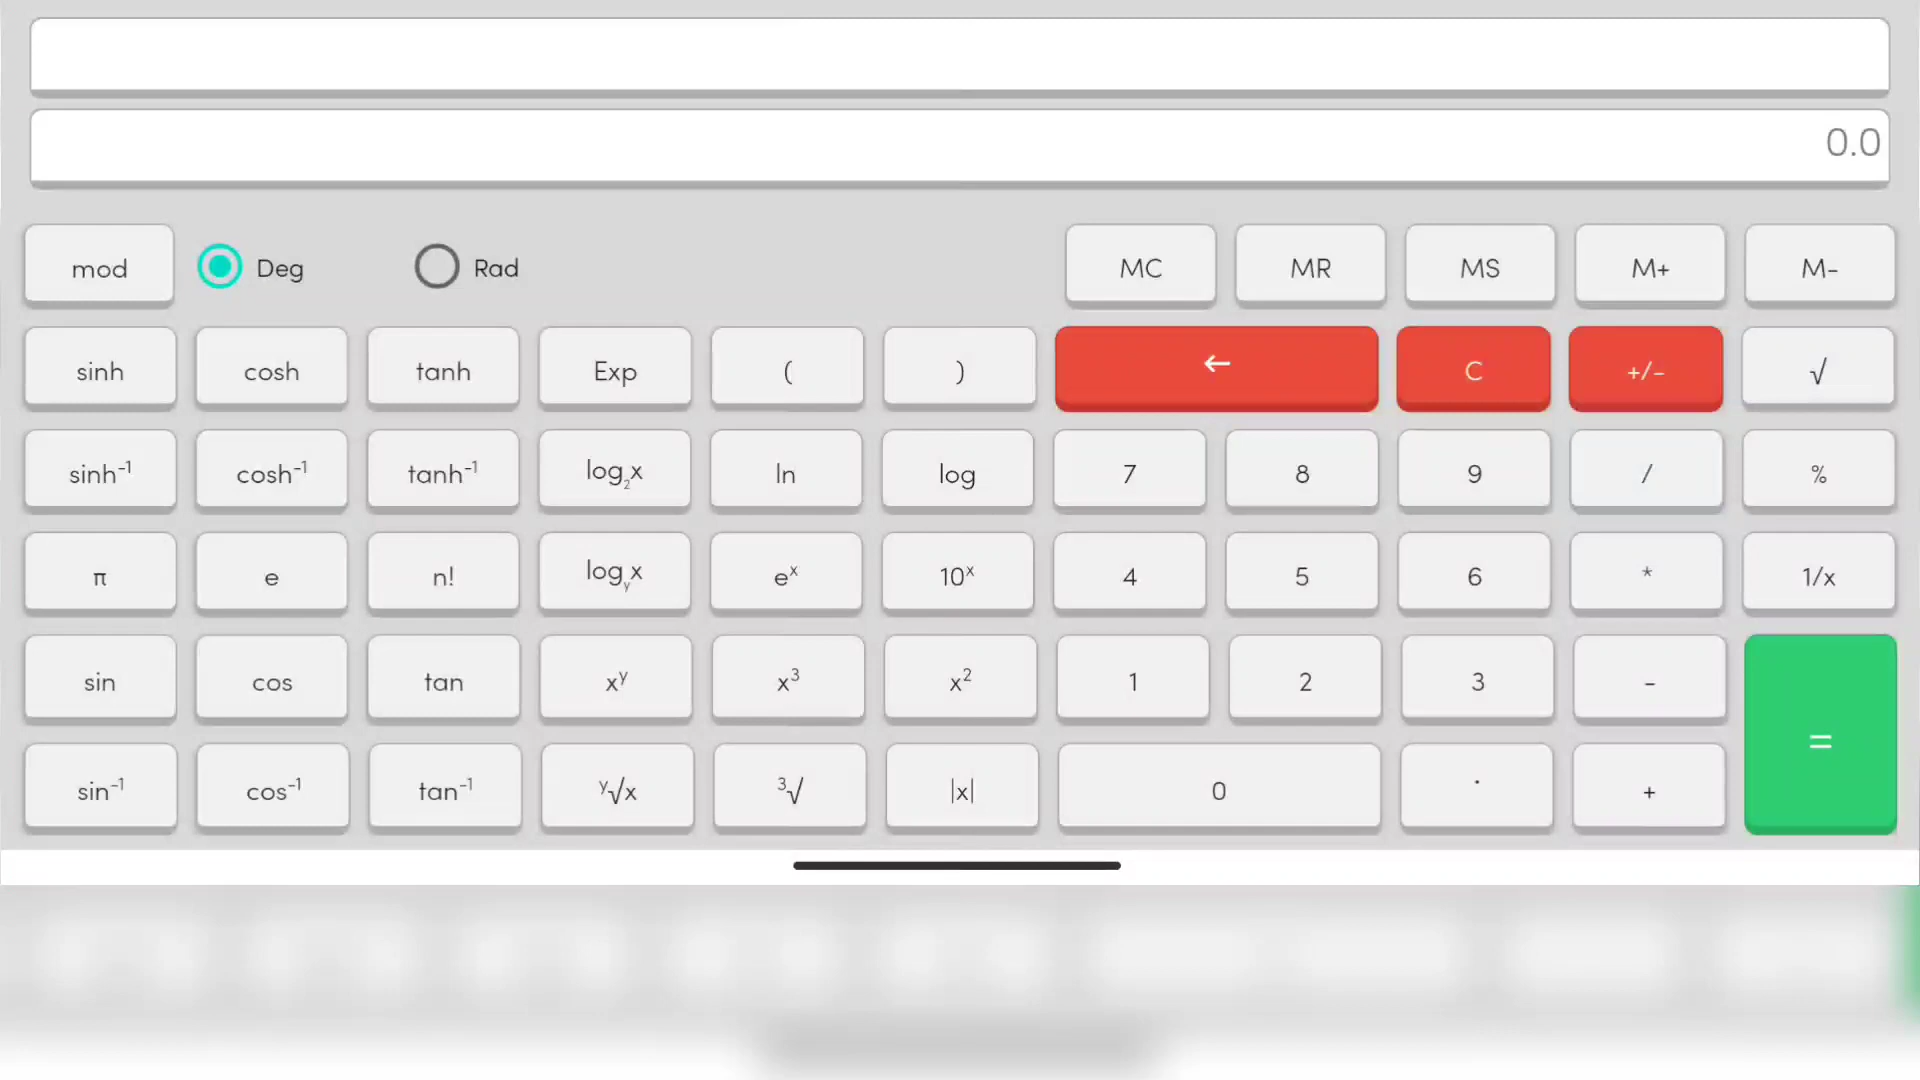 0.0
mod Deg Rad MC MR MS M+ M-
sinh cosh tanh Exp ( ) ← C +/- √
sinh⁻¹ cosh⁻¹ tanh⁻¹ log₂x ln log 7 8 9 / %
π e n! logᵧx eˣ 10ˣ 4 5 6 * 1/x
sin cos tan xʸ x³ x² 1 2 3 -
sin⁻¹ cos⁻¹ tan⁻¹ ʸ√x ³√ |x| 0 . + =